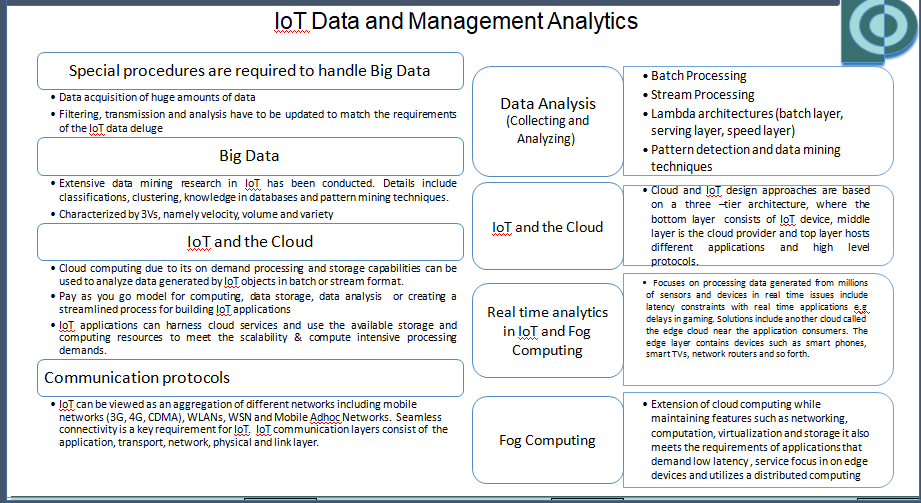 IoT Data and Management Analytics
Special procedures are required to handle Big Data
• Data acquisition of huge amounts of data
• Filtering, transmission and analysis have to be updated to match the requirements
of the IoT data deluge
Big Data
• Extensive data mining research in IoT has been conducted. Details include
classifications, clustering, knowledge in databases and pattern mining techniques.
• Characterized by 3Vs, namely velocity, volume and variety
IoT and the Cloud
• Cloud computing due to its on demand processing and storage capabilities can be
used to analyze data generated by IoT objects in batch or stream format.
• Pay as you go model for computing, data storage, data analysis or creating a
streamlined process for building IoT applications
• IoT applications can harness cloud services and use the available storage and
computing resources to meet the scalability & compute intensive processing
demands.
Communication protocols
• IoT can be viewed as an aggregation of different networks including mobile
networks (3G, 4G, CDMA), WLANs, WSN and Mobile Adhoc Networks. Seamless
connectivity is a key requirement for IoT. IoT communication layers consist of the
application, transport, network, physical and link layer.
Data Analysis
(Collecting and
Analyzing)
• Batch Processing
• Stream Processing
• Lambda architectures (batch layer,
serving layer, speed layer)
• Pattern detection and data mining
techniques
IoT and the Cloud
• Cloud and IoT design approaches are based
on a three –tier architecture, where the
bottom layer consists of IoT device, middle
layer is the cloud provider and top layer hosts
different applications and high level
protocols.
Real time analytics
in IoT and Fog
Computing
• Focuses on processing data generated from millions
of sensors and devices in real time issues include
latency constraints with real time applications e.g
delays in gaming. Solutions include another cloud called
the edge cloud near the application consumers. The
edge layer contains devices such as smart phones,
smart TVs, network routers and so forth.
Fog Computing
• Extension of cloud computing while
maintaining features such as networking,
computation, virtualization and storage it also
meets the requirements of applications that
demand low latency, service focus in on edge
devices and utilizes a distributed computing